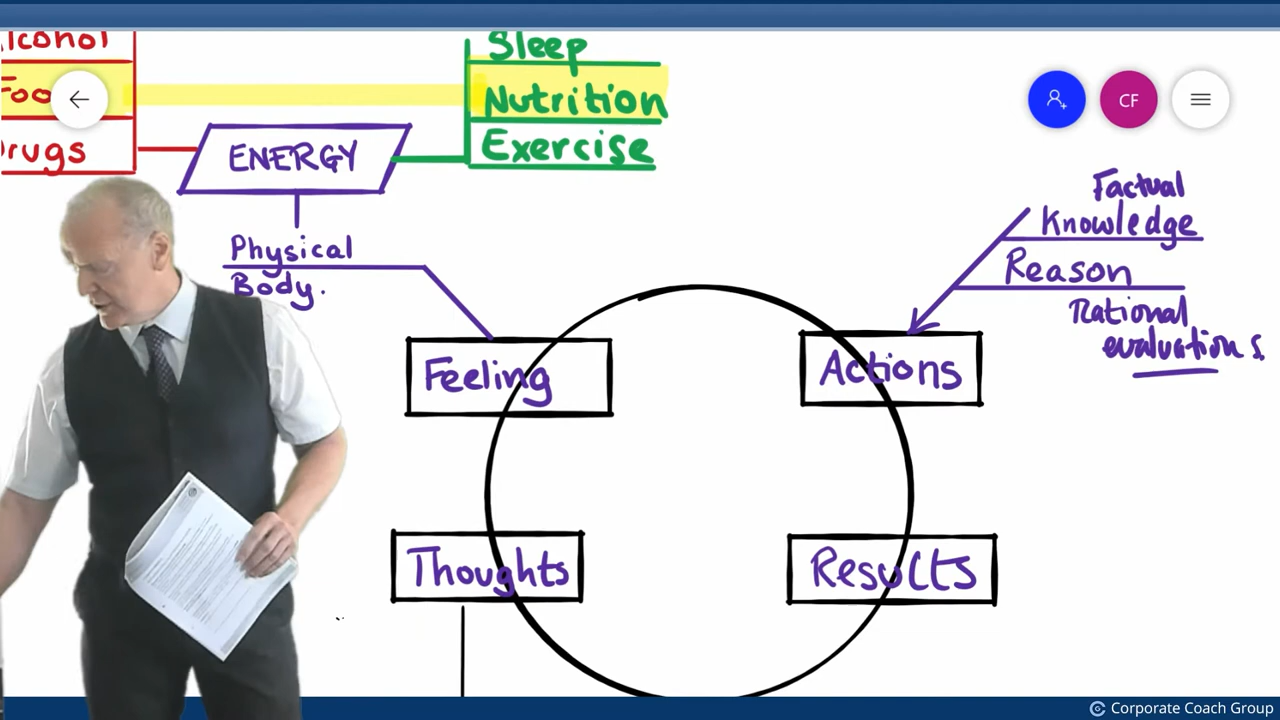 Sleep
Nutrition
Exercise
ENERGY
Physical
Body.
CF
Factual
Knowledge
Reason
Rational
evaluations.
Feeling
Actions
Thoughts
Results
Corporate Coach Group